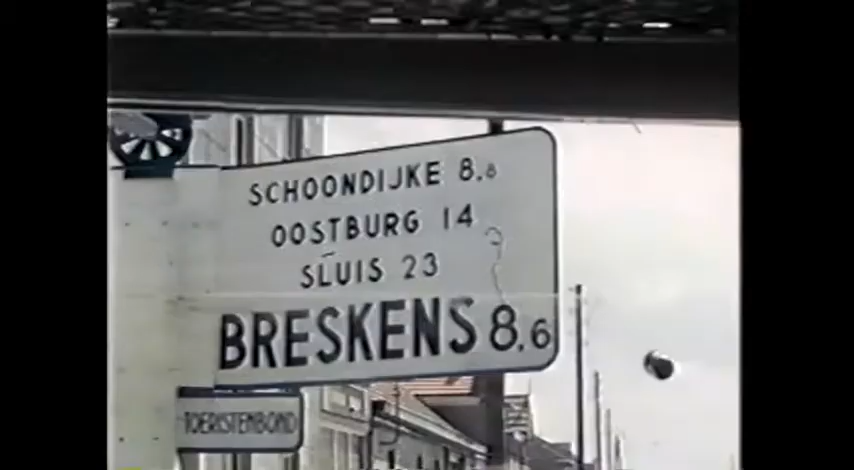 SCHOONDIJKE 8.8
OOSTBURG 14
SLUIS 23
BRESKENS 8.6
TOERISTENBOND